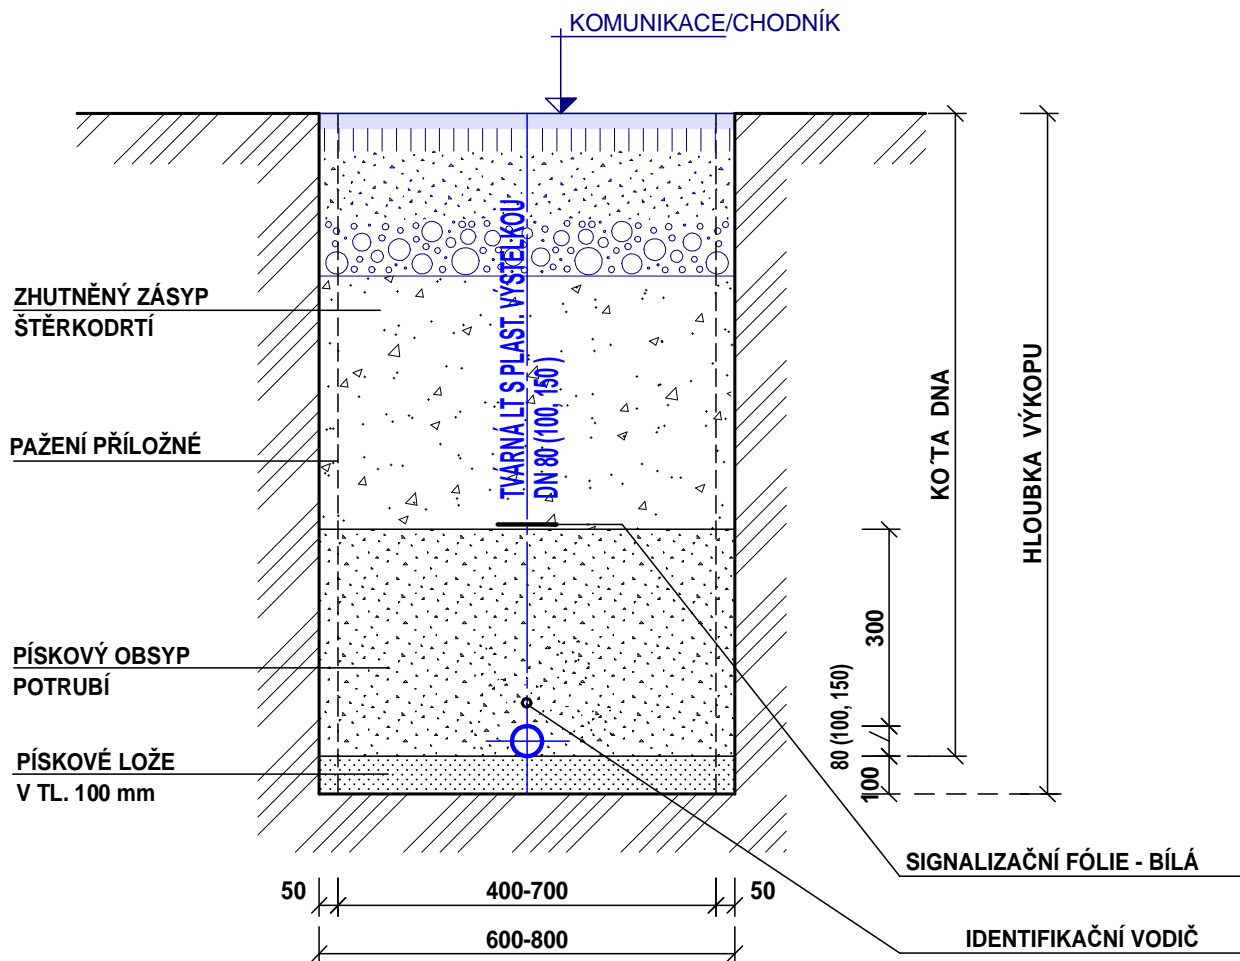 KOMUNIKACE/CHODNÍK
ZHUTNĚNÝ ZÁSYP
ŠTĚRKODRTÍ
PAŽENÍ PŘÍLOŽNÉ
PÍSKOVÝ OBSYP
POTRUBÍ
PÍSKOVÉ LOŽE
V TL. 100 mm
TVÁRNÁ LT S PLAST. VÝSTELKOU
DN 80 (100, 150 )
KO´TA DNA
HLOUBKA VÝKOPU
300
80 (100, 150)
100
SIGNALIZAČNÍ FÓLIE - BÍLÁ
IDENTIFIKAČNÍ VODIČ
50
400-700
50
600-800